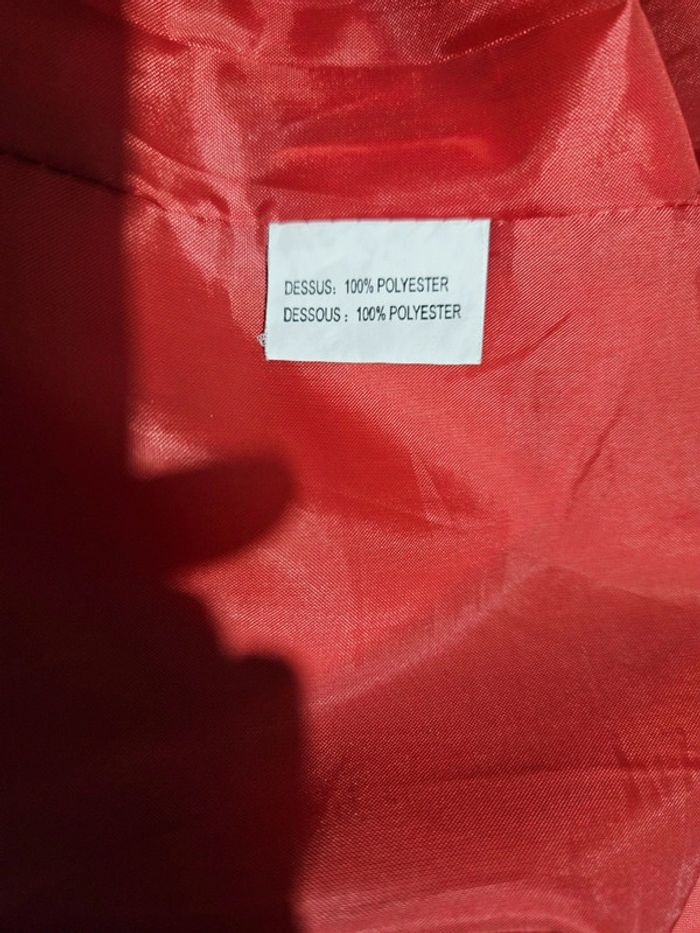 DESSUS: 100% POLYESTER
DESSOUS : 100% POLYESTER